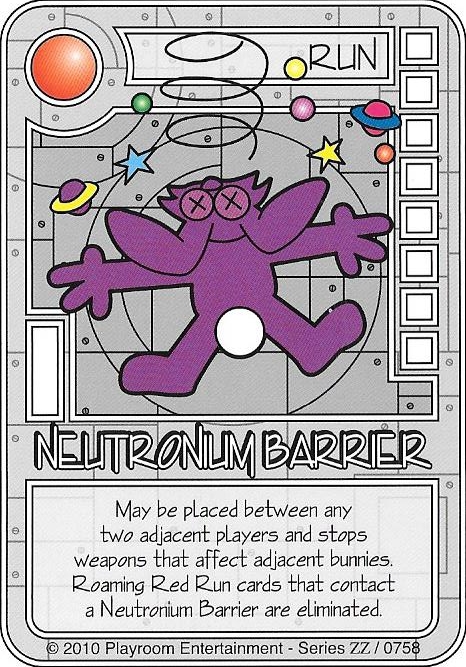 RUN
NEUTRONIUM BARRIER
May be placed between any
two adjacent players and stops
weapons that affect adjacent bunnies.
Roaming Red Run cards that contact
a Neutronium Barrier are eliminated.
© 2010 Playroom Entertainment - Series ZZ / 0758